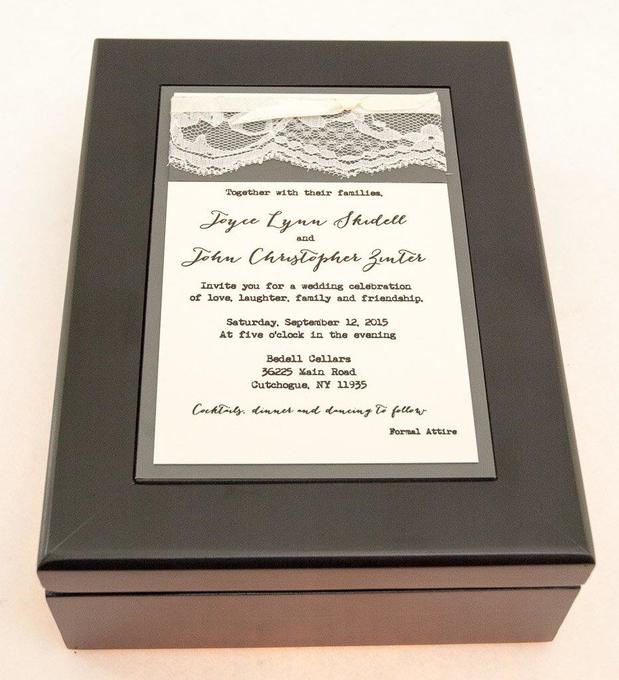 Together with their families,
Joyce Lynn Skidell
and
John Christopher Zinter
Invite you for a wedding celebration
of love, laughter, family and friendship.
Saturday, September 12, 2015
At five o'clock in the evening
Bedell Cellars
36225 Main Road
Cutchogue, NY 11935
Cocktails, dinner and dancing to follow
Formal Attire